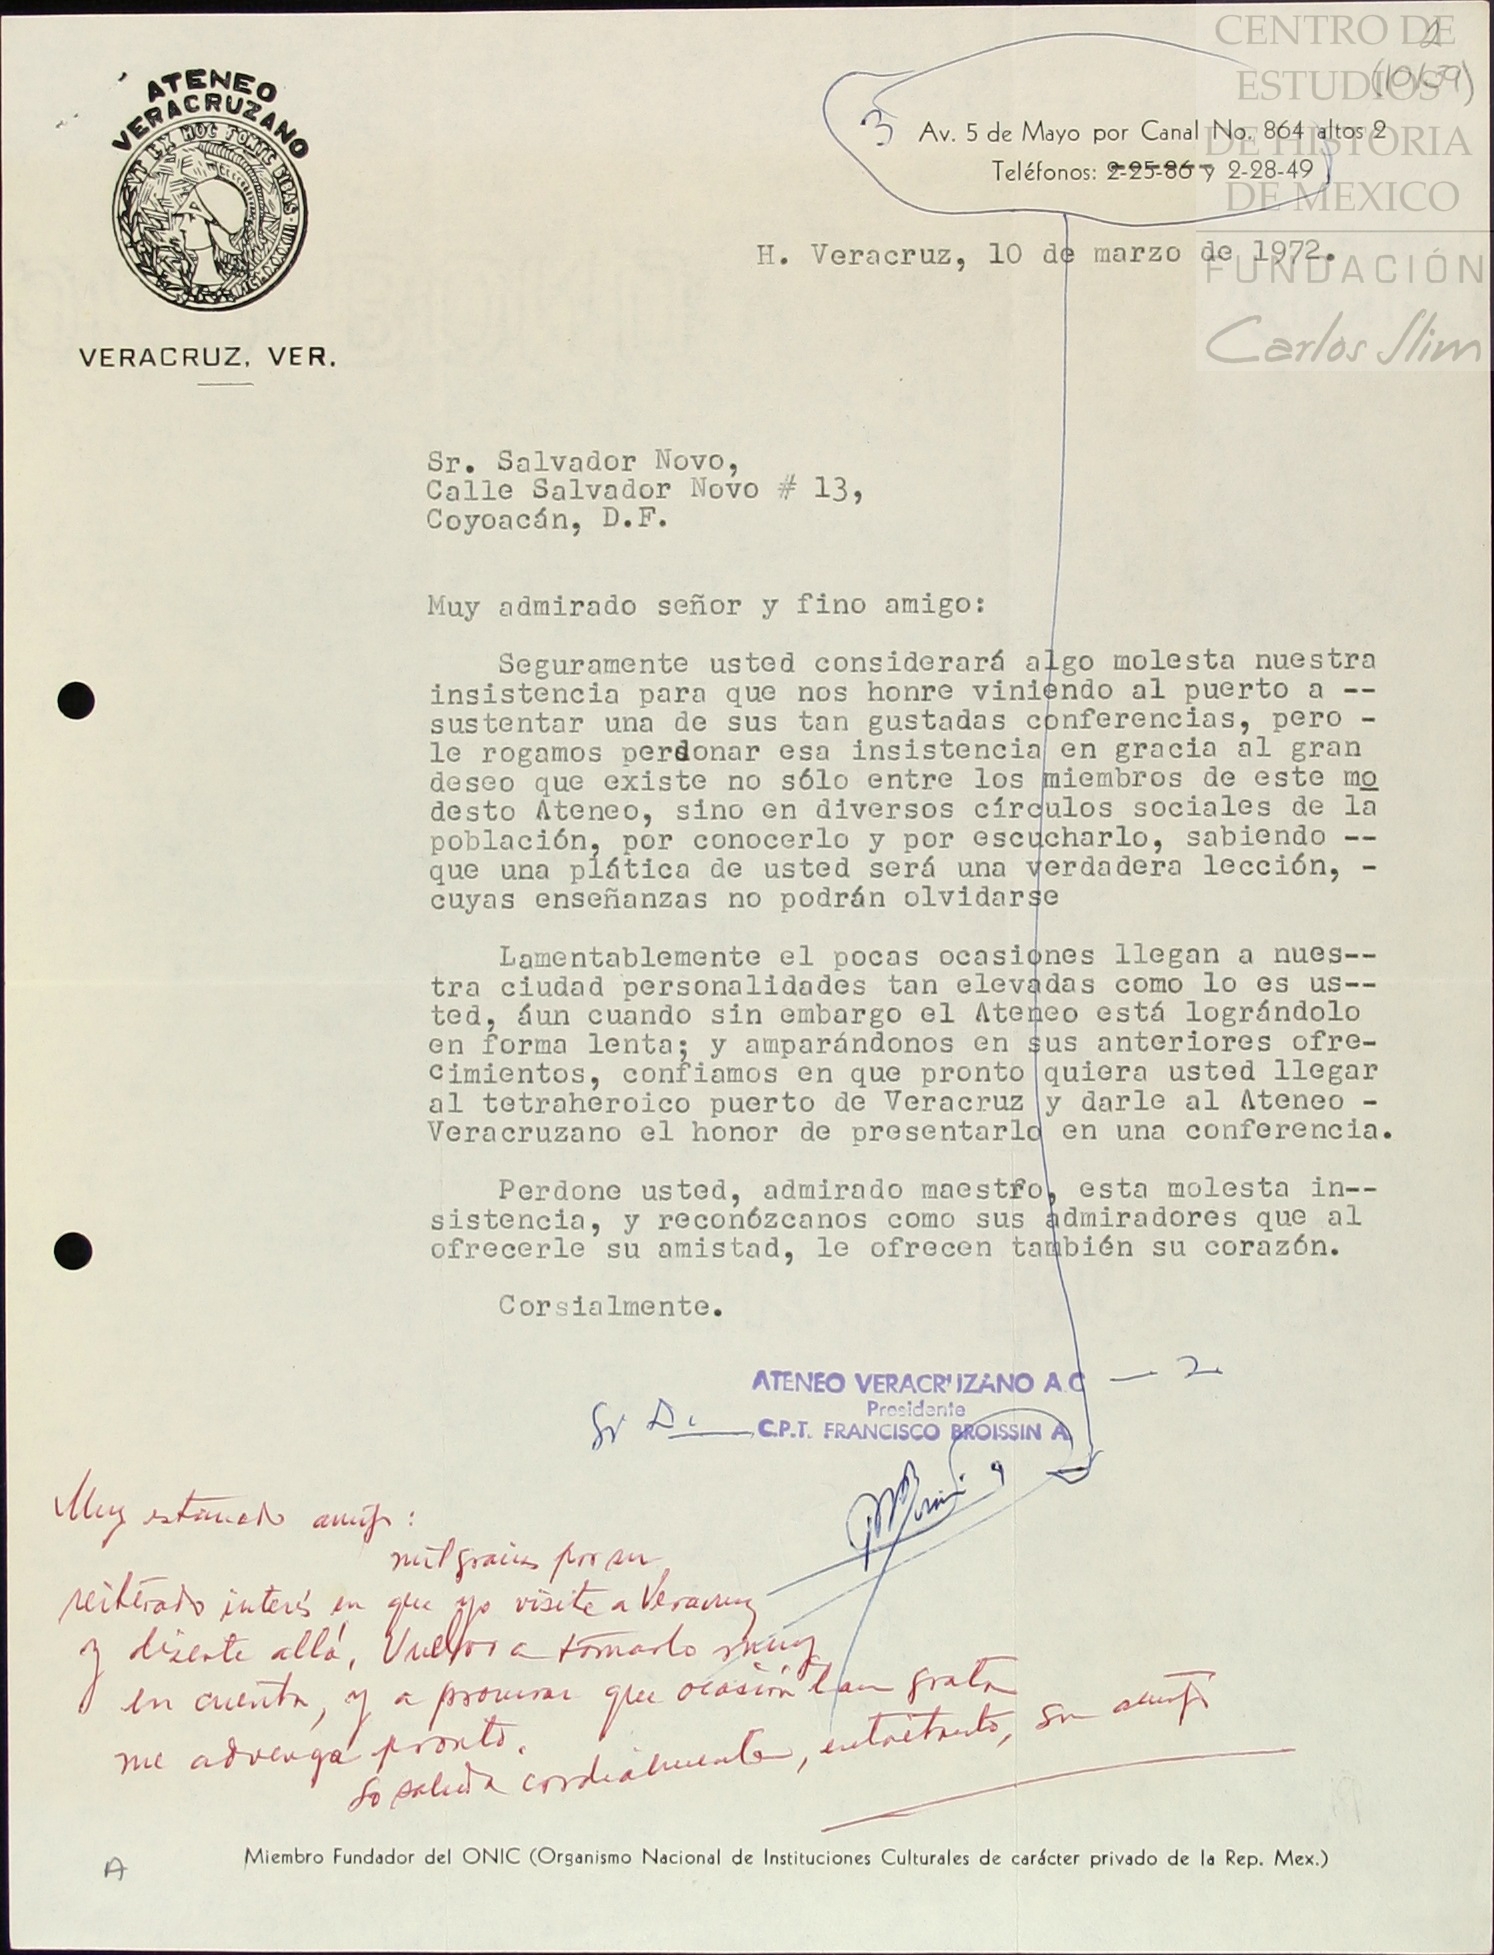 ATENEO
VERACRUZANO
VERACRUZ, VER.
CENTRO DE
ESTUDIOS
DE HISTORIA
DE MEXICO
FUNDACIÓN
Carlos Slim
3
Av. 5 de Mayo por Canal No. 864 altos 2
Teléfonos: 2-25-86 y 2-28-49
H. Veracruz, 10 de marzo de 1972.
Sr. Salvador Novo,
Calle Salvador Novo # 13,
Coyoacán, D.F.
Muy admirado señor y fino amigo:
Seguramente usted considerará algo molesta nuestra
insistencia para que nos honre viniendo al puerto a --
sustentar una de sus tan gustadas conferencias, pero -
le rogamos perdonar esa insistencia en gracia al gran
deseo que existe no sólo entre los miembros de este mo
desto Ateneo, sino en diversos círculos sociales de la
población, por conocerlo y por escucharlo, sabiendo --
que una plática de usted será una verdadera lección, -
cuyas enseñanzas no podrán olvidarse
Lamentablemente el pocas ocasiones llegan a nues--
tra ciudad personalidades tan elevadas como lo es us--
ted, áun cuando sin embargo el Ateneo está lográndolo
en forma lenta; y amparándonos en sus anteriores ofre-
cimientos, confiamos en que pronto quiera usted llegar
al tetraheroico puerto de Veracruz y darle al Ateneo -
Veracruzano el honor de presentarlo en una conferencia.
Perdone usted, admirado maestro, esta molesta in--
sistencia, y reconózcanos como sus admiradores que al
ofrecerle su amistad, le ofrecen también su corazón.
Corsialmente.
ATENEO VERACRUZANO A.C — 2
Presidente
Sr D. C.P.T. FRANCISCO BROISSIN A.
Muy estimado amigo:
mil gracias por su
reiterado interés en que yo visite a Veracruz
y diserte allá. Vuelvo a tomarlo muy
en cuenta, y a procurar que ocasión tan grata
me advenga pronto.
Lo saluda cordialmente, entretanto, su amigo
Miembro Fundador del ONIC (Organismo Nacional de Instituciones Culturales de carácter privado de la Rep. Mex.)
A